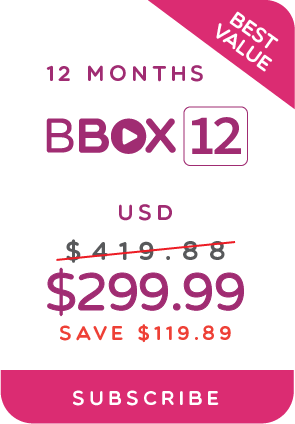 BEST
VALUE
12 MONTHS
BBOX 12
USD
$419.88
$299.99
SAVE $119.89
SUBSCRIBE